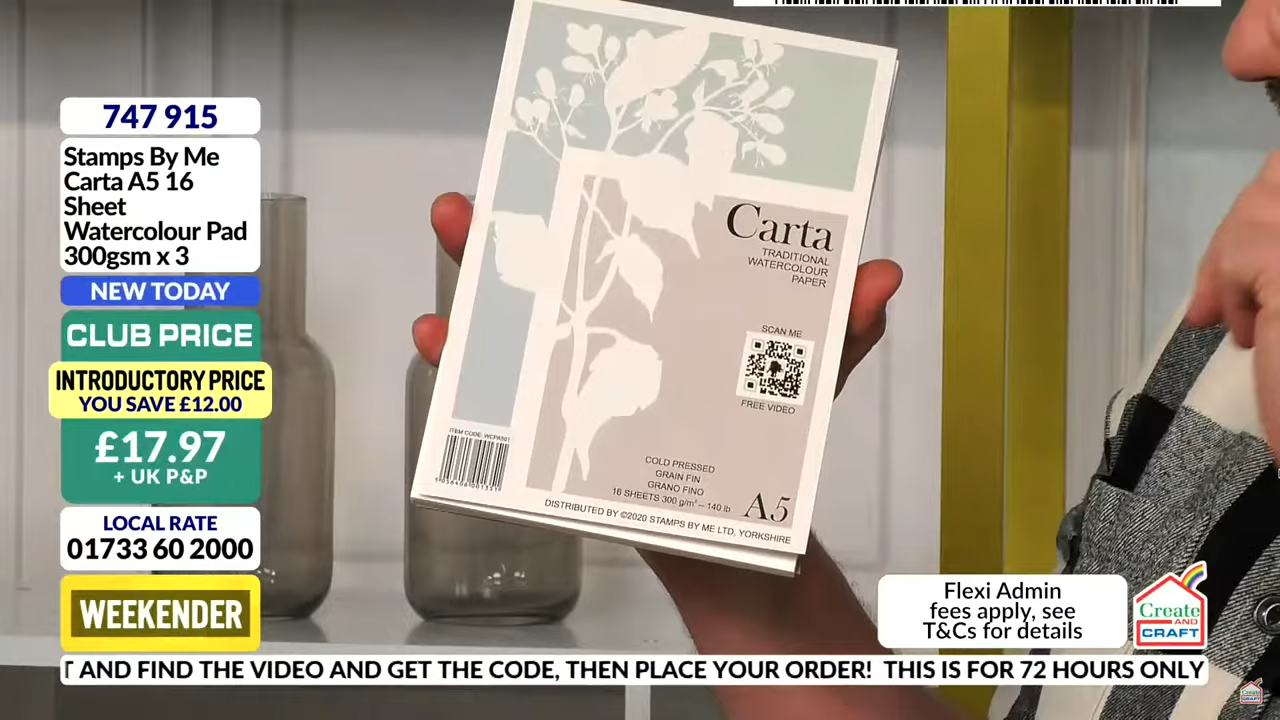 747 915
Stamps By Me
Carta A5 16
Sheet
Watercolour Pad
300gsm x 3
NEW TODAY
CLUB PRICE
INTRODUCTORY PRICE
YOU SAVE £12.00
£17.97
+ UK P&P
LOCAL RATE
01733 60 2000
WEEKENDER
Carta
TRADITIONAL
WATERCOLOUR
PAPER
SCAN ME
FREE VIDEO
ITEM CODE: WCPA501
COLD PRESSED
GRAIN FIN
GRANO FINO
16 SHEETS 300 g/m² – 140 lb
A5
DISTRIBUTED BY ©2020 STAMPS BY ME LTD, YORKSHIRE
Flexi Admin
fees apply, see
T&Cs for details
Create
AND
CRAFT
AND FIND THE VIDEO AND GET THE CODE, THEN PLACE YOUR ORDER! THIS IS FOR 72 HOURS ONLY